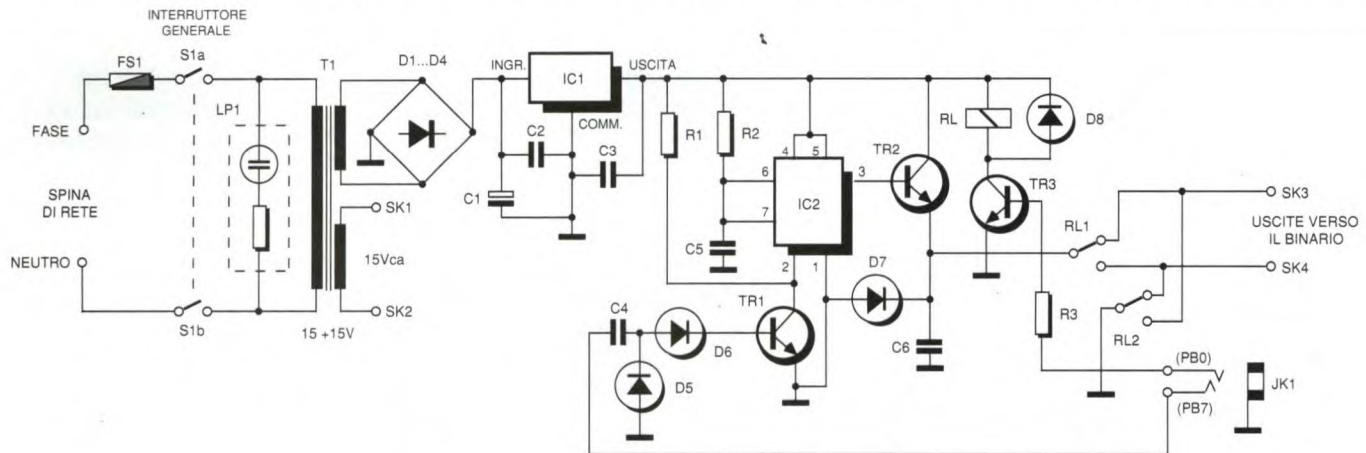 INTERRUTTORE
GENERALE
S1a
FS1
T1
D1...D4
INGR.
IC1
USCITA
COMM.
LP1
FASE
SPINA
DI RETE
NEUTRO
S1b
15 +15V
SK1
15Vca
SK2
C1
C2
C3
R1
R2
4
5
6
7
3
2
1
IC2
C5
TR2
RL
D8
TR3
RL1
SK3
USCITE VERSO
IL BINARIO
SK4
RL2
D7
C6
R3
C4
D6
TR1
D5
(PB0)
(PB7)
JK1